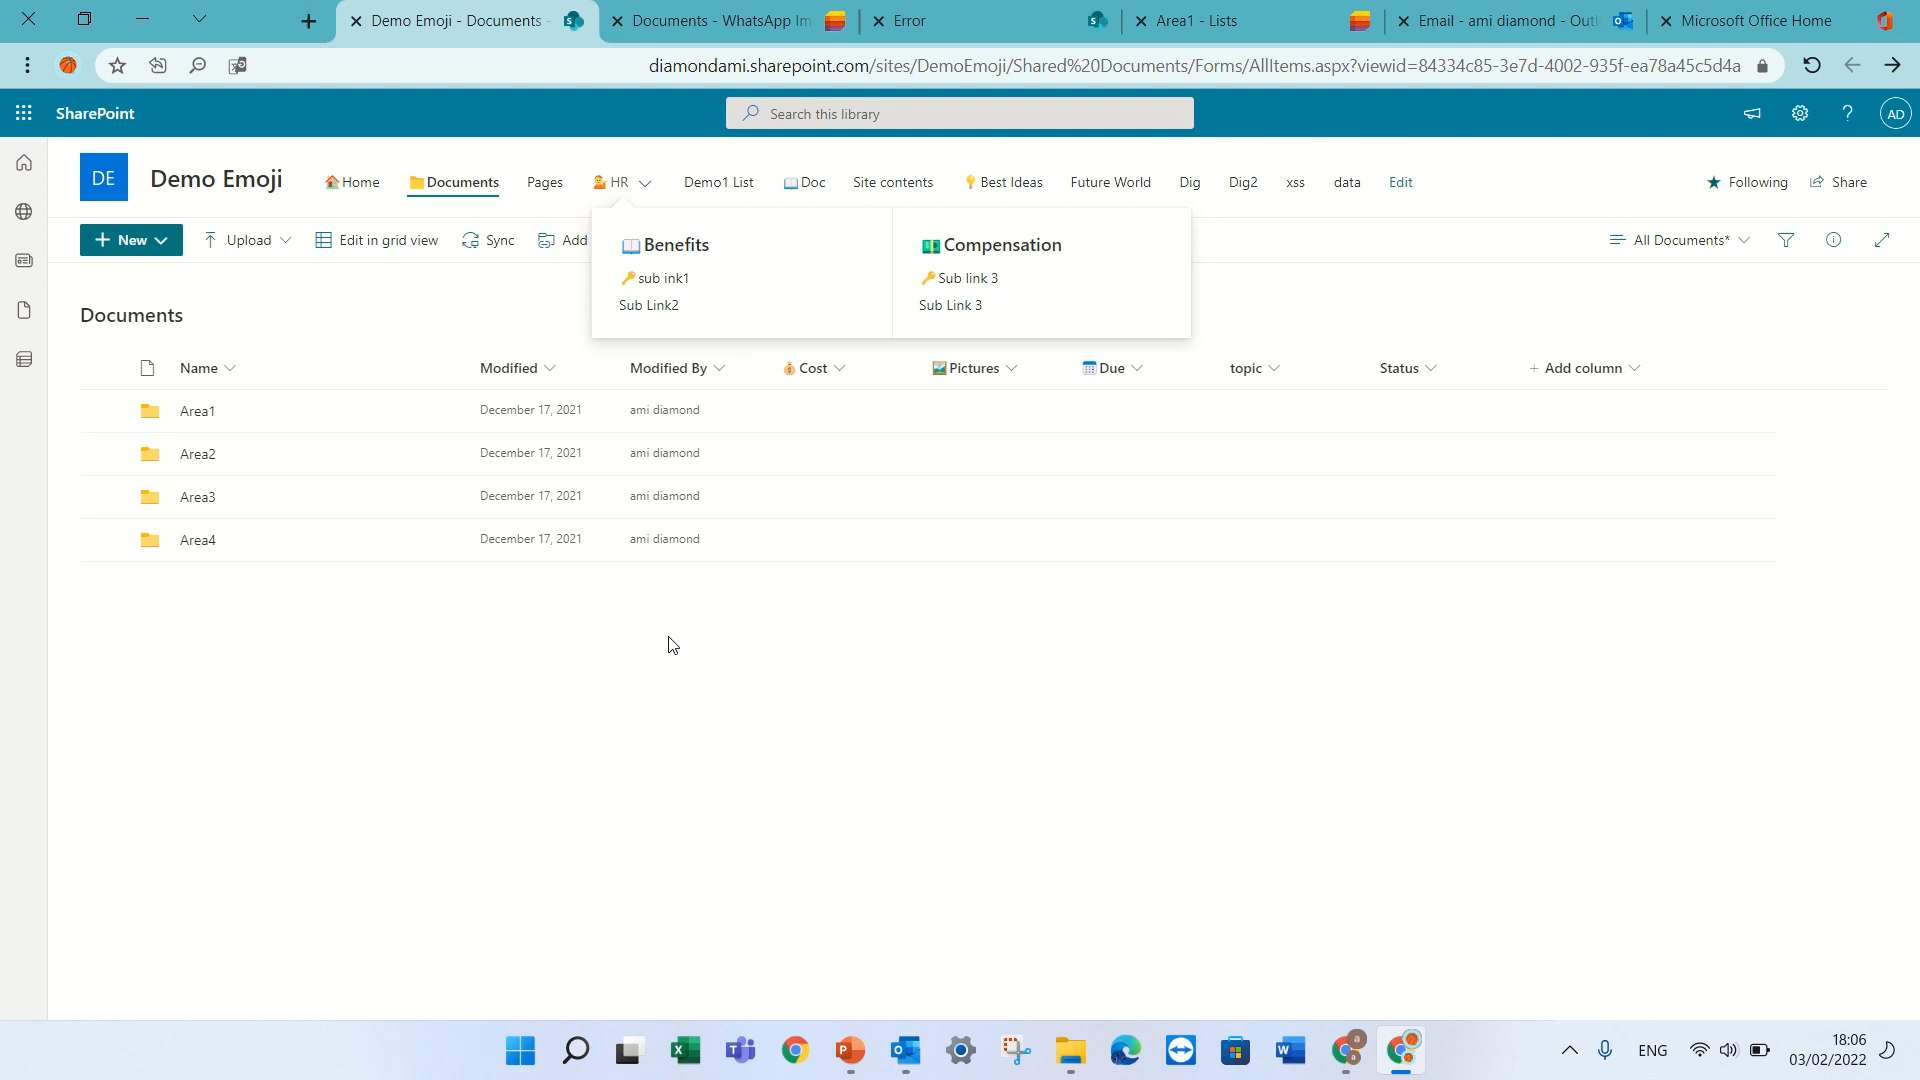 Demo Emoji - Documents -
Documents - WhatsApp Im
Error
Area1 - Lists
Email - ami diamond - Outl
Microsoft Office Home
diamondami.sharepoint.com/sites/DemoEmoji/Shared%20Documents/Forms/AllItems.aspx?viewid=84334c85-3e7d-4002-935f-ea78a45c5d4a
SharePoint
Search this library
AD
DE
Demo Emoji
🏠Home
📁Documents
Pages
💁HR
Demo1 List
📖Doc
Site contents
💡Best Ideas
Future World
Dig
Dig2
xss
data
Edit
Following
Share
New
Upload
Edit in grid view
Sync
Add
All Documents*
📖Benefits
🔑sub ink1
Sub Link2
💵Compensation
🔑Sub link 3
Sub Link 3
Documents
Name
Modified
Modified By
💰Cost
🖼️Pictures
📅Due
topic
Status
+ Add column
Area1 December 17, 2021 ami diamond
Area2 December 17, 2021 ami diamond
Area3 December 17, 2021 ami diamond
Area4 December 17, 2021 ami diamond
ENG
18:06
03/02/2022